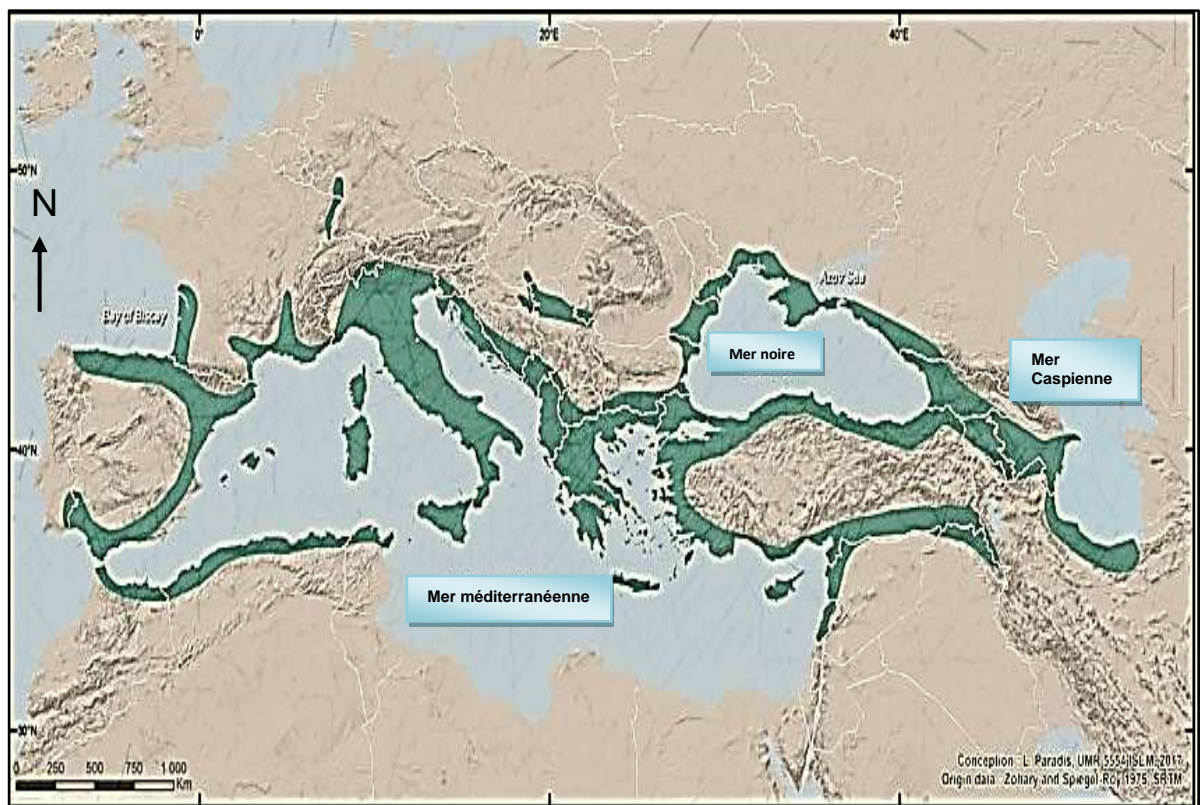 0° 20°E 40°E
50°N
N
Azov Sea
Bay of Biscay
Mer noire
Mer
Caspienne
40°N
Mer méditerranéenne
30°N
0 250 500 750 1 000
Km
Conception : L. Paradis, UMR 5554 ISEM, 2017
Origin data : Zohary and Spiegel-Roy 1975, SRTM